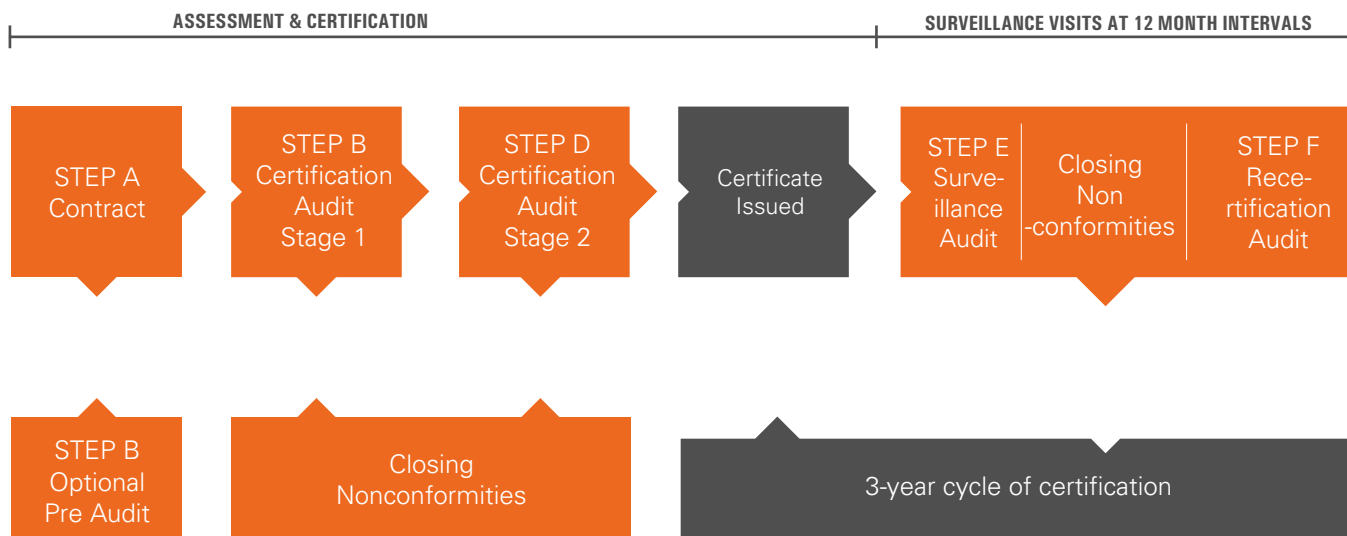 ASSESSMENT & CERTIFICATION
SURVEILLANCE VISITS AT 12 MONTH INTERVALS
STEP A
Contract
STEP B
Certification
Audit
Stage 1
STEP D
Certification
Audit
Stage 2
Certificate
Issued
STEP E
Surve-
illance
Audit
Closing
Non
-conformities
STEP F
Rece-
rtification
Audit
STEP B
Optional
Pre Audit
Closing
Nonconformities
3-year cycle of certification